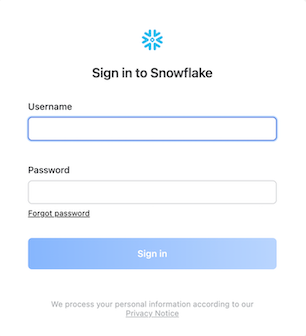 Sign in to Snowflake
Username
Password
Forgot password
Sign in
We process your personal information according to our
Privacy Notice